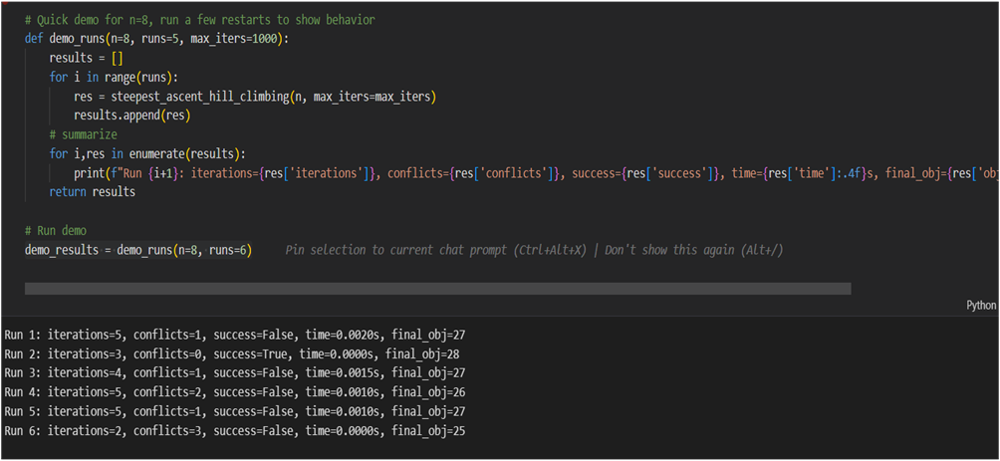 # Quick demo for n=8, run a few restarts to show behavior
def demo_runs(n=8, runs=5, max_iters=1000):
    results = []
    for i in range(runs):
        res = steepest_ascent_hill_climbing(n, max_iters=max_iters)
        results.append(res)
    # summarize
    for i,res in enumerate(results):
        print(f"Run {i+1}: iterations={res['iterations']}, conflicts={res['conflicts']}, success={res['success']}, time={res['time']:.4f}s, final_obj={res['obj
    return results
# Run demo
demo_results = demo_runs(n=8, runs=6) Pin selection to current chat prompt (Ctrl+Alt+X) | Don't show this again (Alt+/)
Python
Run 1: iterations=5, conflicts=1, success=False, time=0.0020s, final_obj=27
Run 2: iterations=3, conflicts=0, success=True, time=0.0000s, final_obj=28
Run 3: iterations=4, conflicts=1, success=False, time=0.0015s, final_obj=27
Run 4: iterations=5, conflicts=2, success=False, time=0.0010s, final_obj=26
Run 5: iterations=5, conflicts=1, success=False, time=0.0010s, final_obj=27
Run 6: iterations=2, conflicts=3, success=False, time=0.0000s, final_obj=25